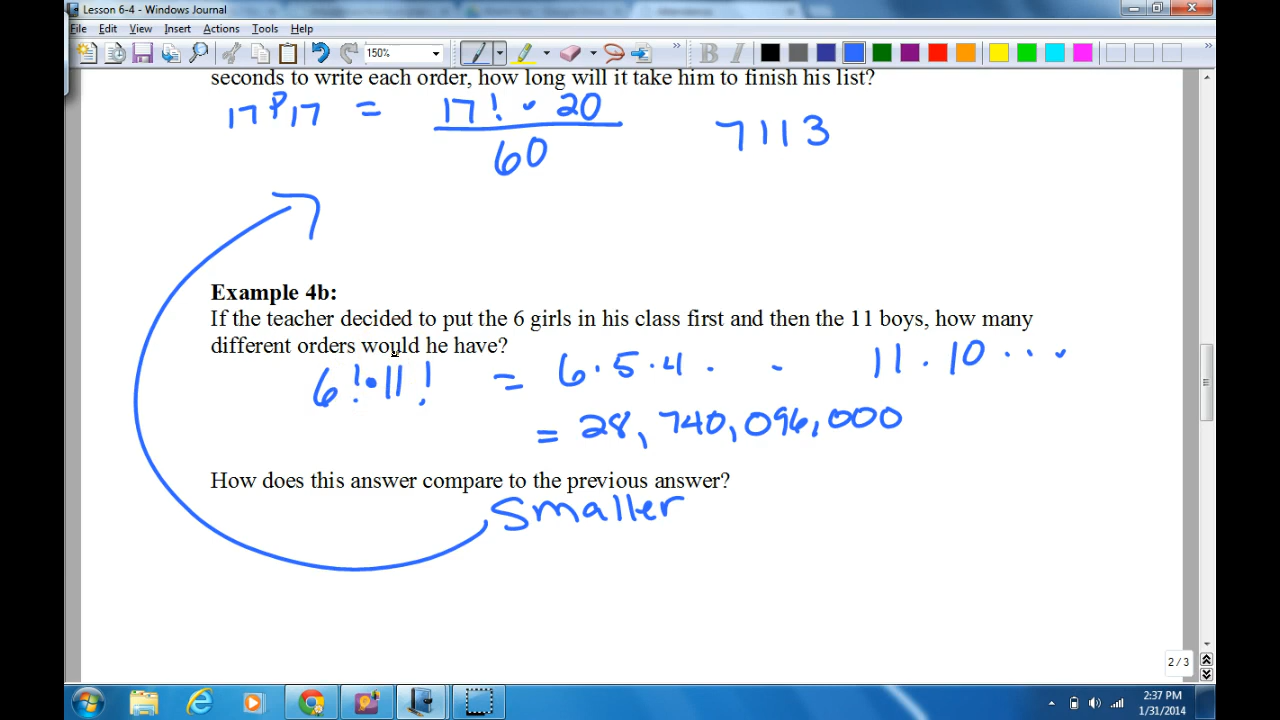 Lesson 6-4 - Windows Journal
File Edit View Insert Actions Tools Help
150%
B I
seconds to write each order, how long will it take him to finish his list?
17 P 17 = 17! · 20
60
7113
Example 4b:
If the teacher decided to put the 6 girls in his class first and then the 11 boys, how many
different orders would he have?
6! · 11! = 6 · 5 · 4 · · 11 · 10 · · ·
= 28,740,096,000
How does this answer compare to the previous answer?
Smaller
2 / 3
2:37 PM
1/31/2014